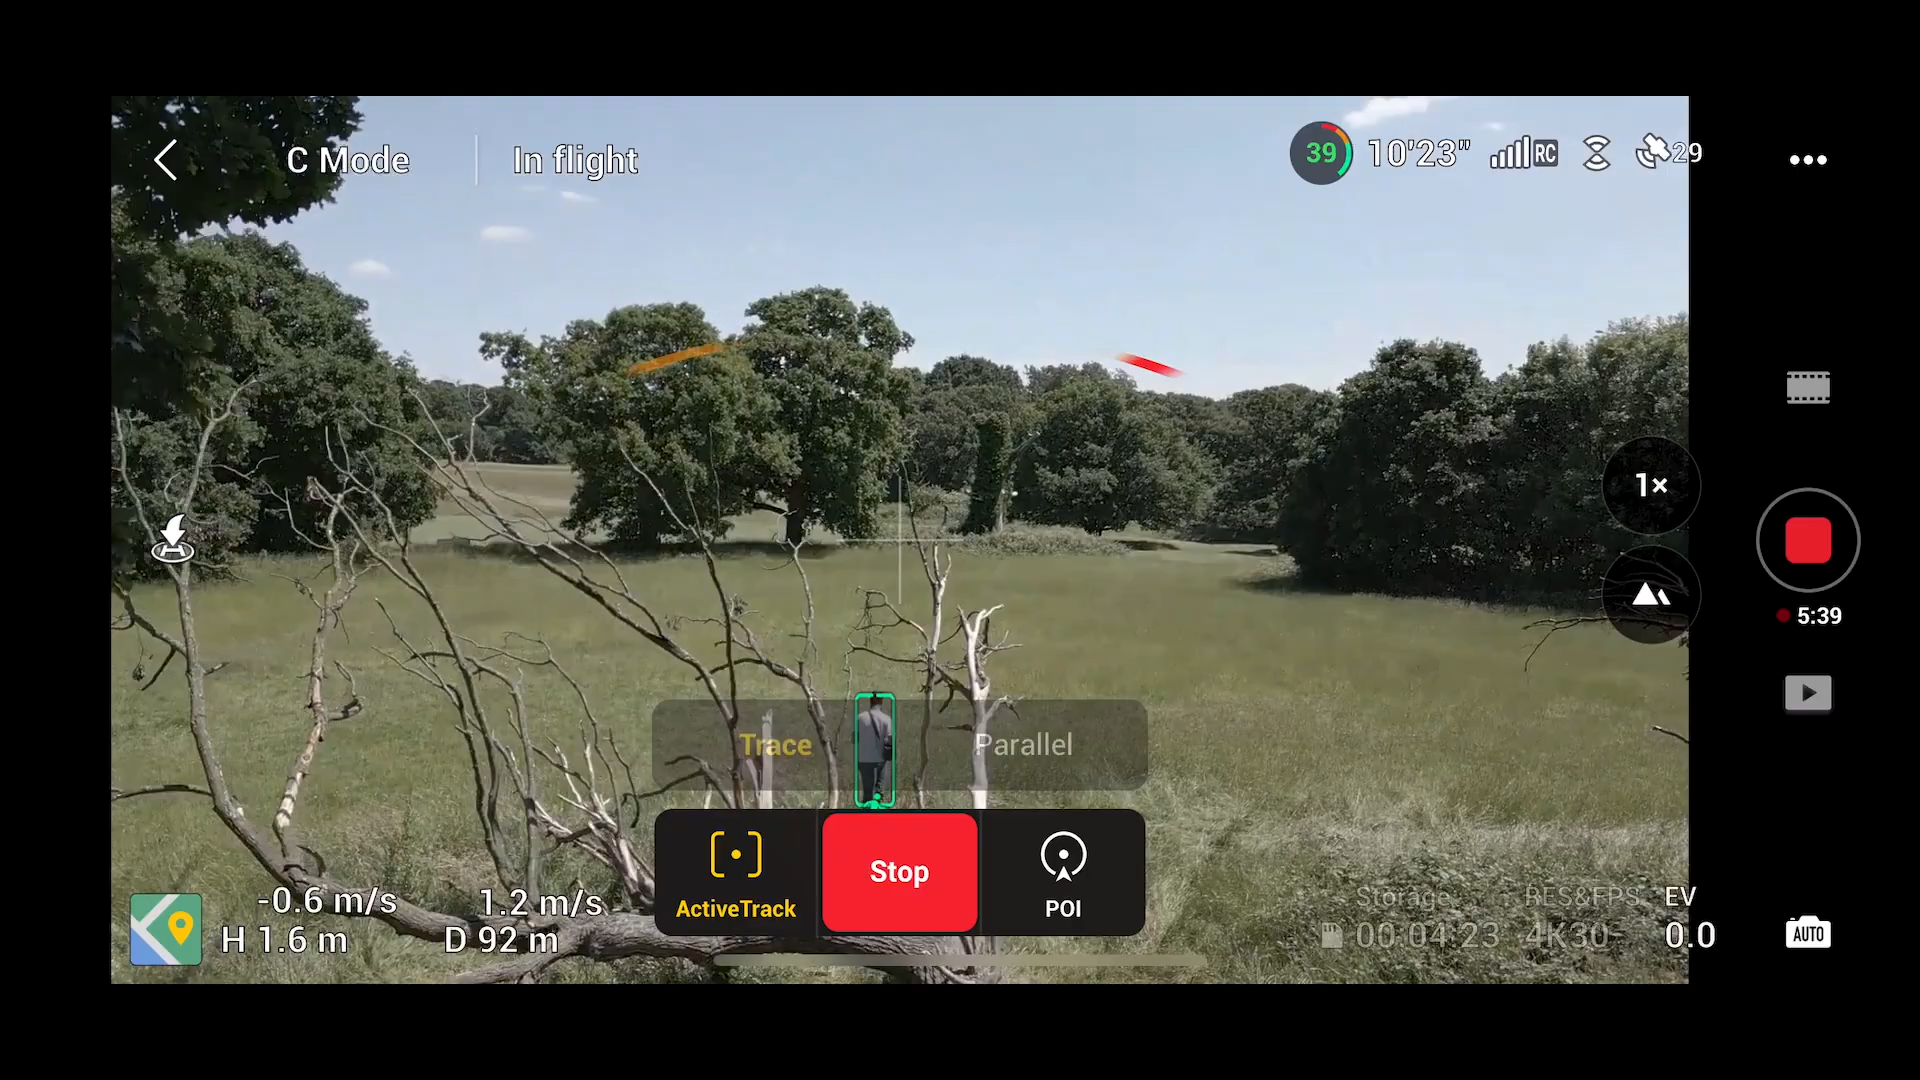 C Mode
In flight
39
10'23"
RC
29
1×
5:39
Trace
Parallel
ActiveTrack
Stop
POI
-0.6 m/s
1.2 m/s
H 1.6 m
D 92 m
Storage
RES&FPS
EV
00:04:23
4K30
0.0
AUTO